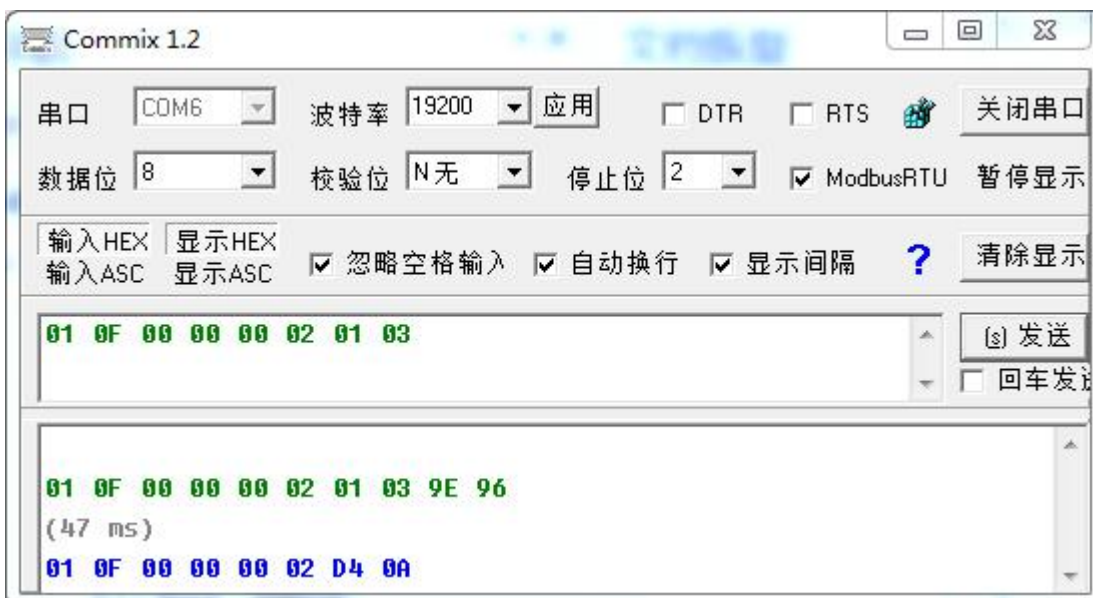 Commix 1.2
串口 COM6 波特率 19200 应用 DTR RTS 关闭串口
数据位 8 校验位 N无 停止位 2 ModbusRTU 暂停显示
输入HEX 显示HEX
输入ASC 显示ASC 忽略空格输入 自动换行 显示间隔 ? 清除显示
01 0F 00 00 00 02 01 03
(s) 发送
回车发送
01 0F 00 00 00 02 01 03 9E 96
(47 ms)
01 0F 00 00 00 02 D4 0A